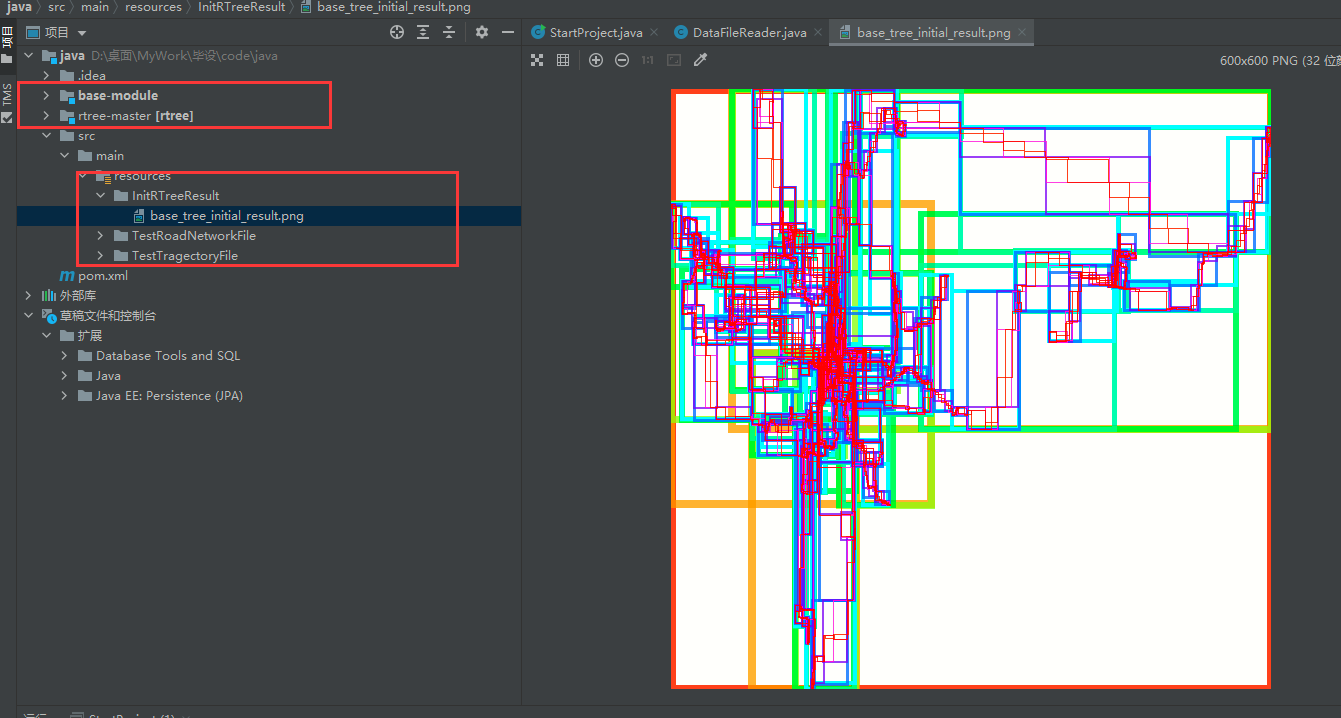 java > src > main > resources > InitRTreeResult > base_tree_initial_result.png
项目
项目
StartProject.java
DataFileReader.java
base_tree_initial_result.png
java D:\桌面\MyWork\毕设\code\java
1:1
600x600 PNG (32 位
.idea
TMS
base-module
rtree-master [rtree]
src
main
resources
InitRTreeResult
base_tree_initial_result.png
TestRoadNetworkFile
TestTragectoryFile
m pom.xml
外部库
草稿文件和控制台
扩展
Database Tools and SQL
Java
Java EE: Persistence (JPA)